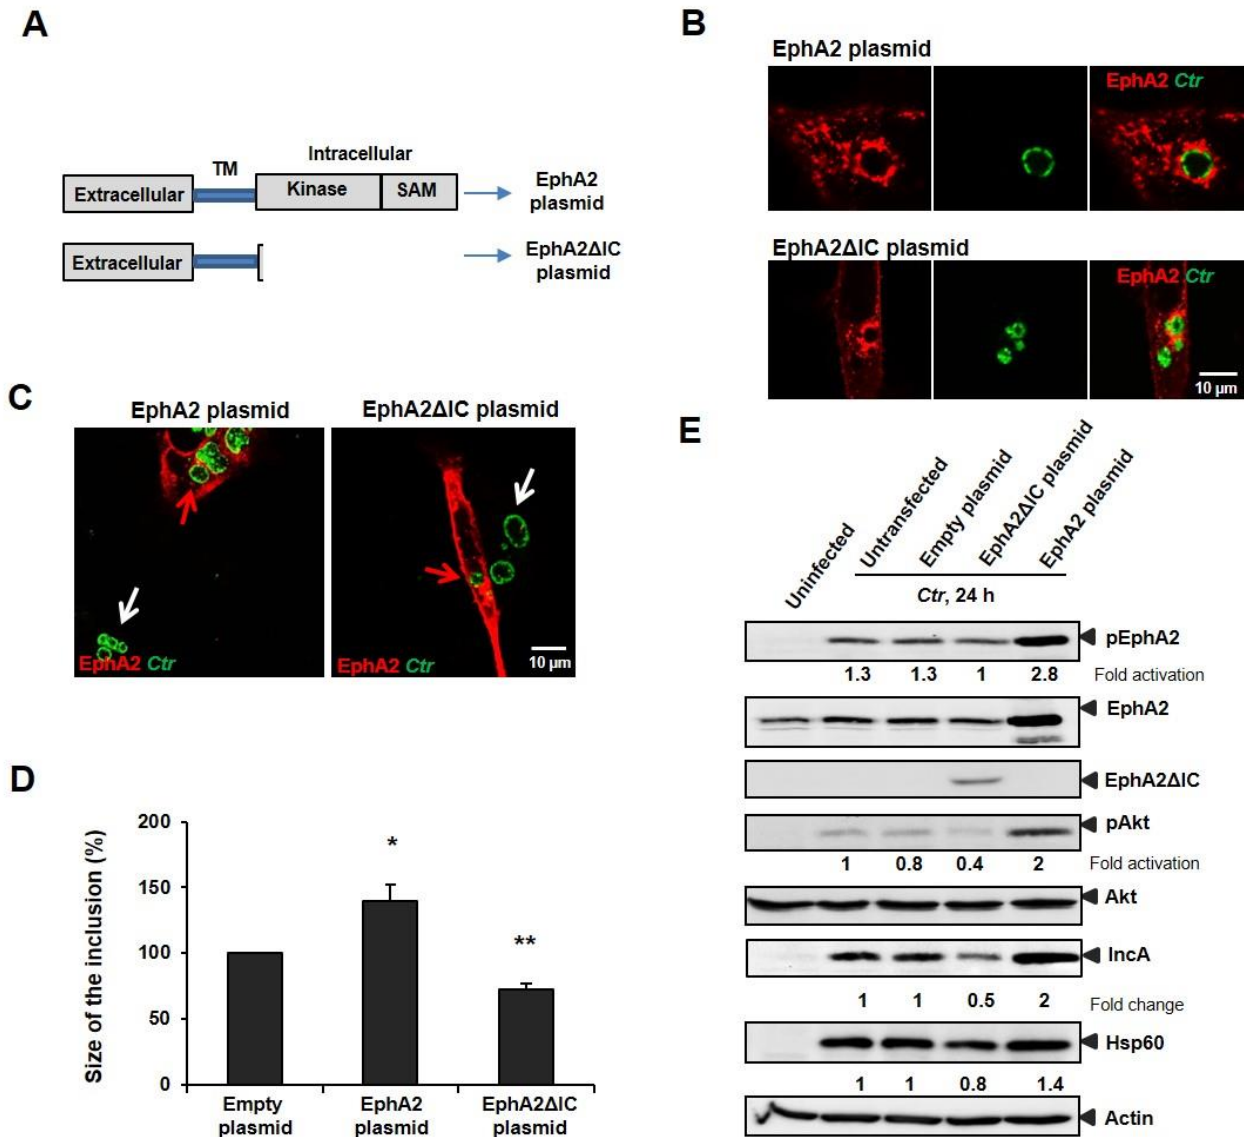 A
TM
Intracellular
Extracellular
Kinase
SAM
EphA2
plasmid
Extracellular
EphA2ΔIC
plasmid
B
EphA2 plasmid
EphA2 Ctr
EphA2ΔIC plasmid
EphA2 Ctr
10 µm
C
EphA2 plasmid
EphA2ΔIC plasmid
EphA2 Ctr
EphA2 Ctr
10 µm
D
Size of the inclusion (%)
200
150
100
50
0
*
**
Empty
plasmid
EphA2
plasmid
EphA2ΔIC
plasmid
E
Uninfected
Untransfected
Empty plasmid
EphA2ΔIC plasmid
EphA2 plasmid
Ctr, 24 h
pEphA2
1.3 1.3 1 2.8 Fold activation
EphA2
EphA2ΔIC
pAkt
1 0.8 0.4 2 Fold activation
Akt
IncA
1 1 0.5 2 Fold change
Hsp60
1 1 0.8 1.4
Actin